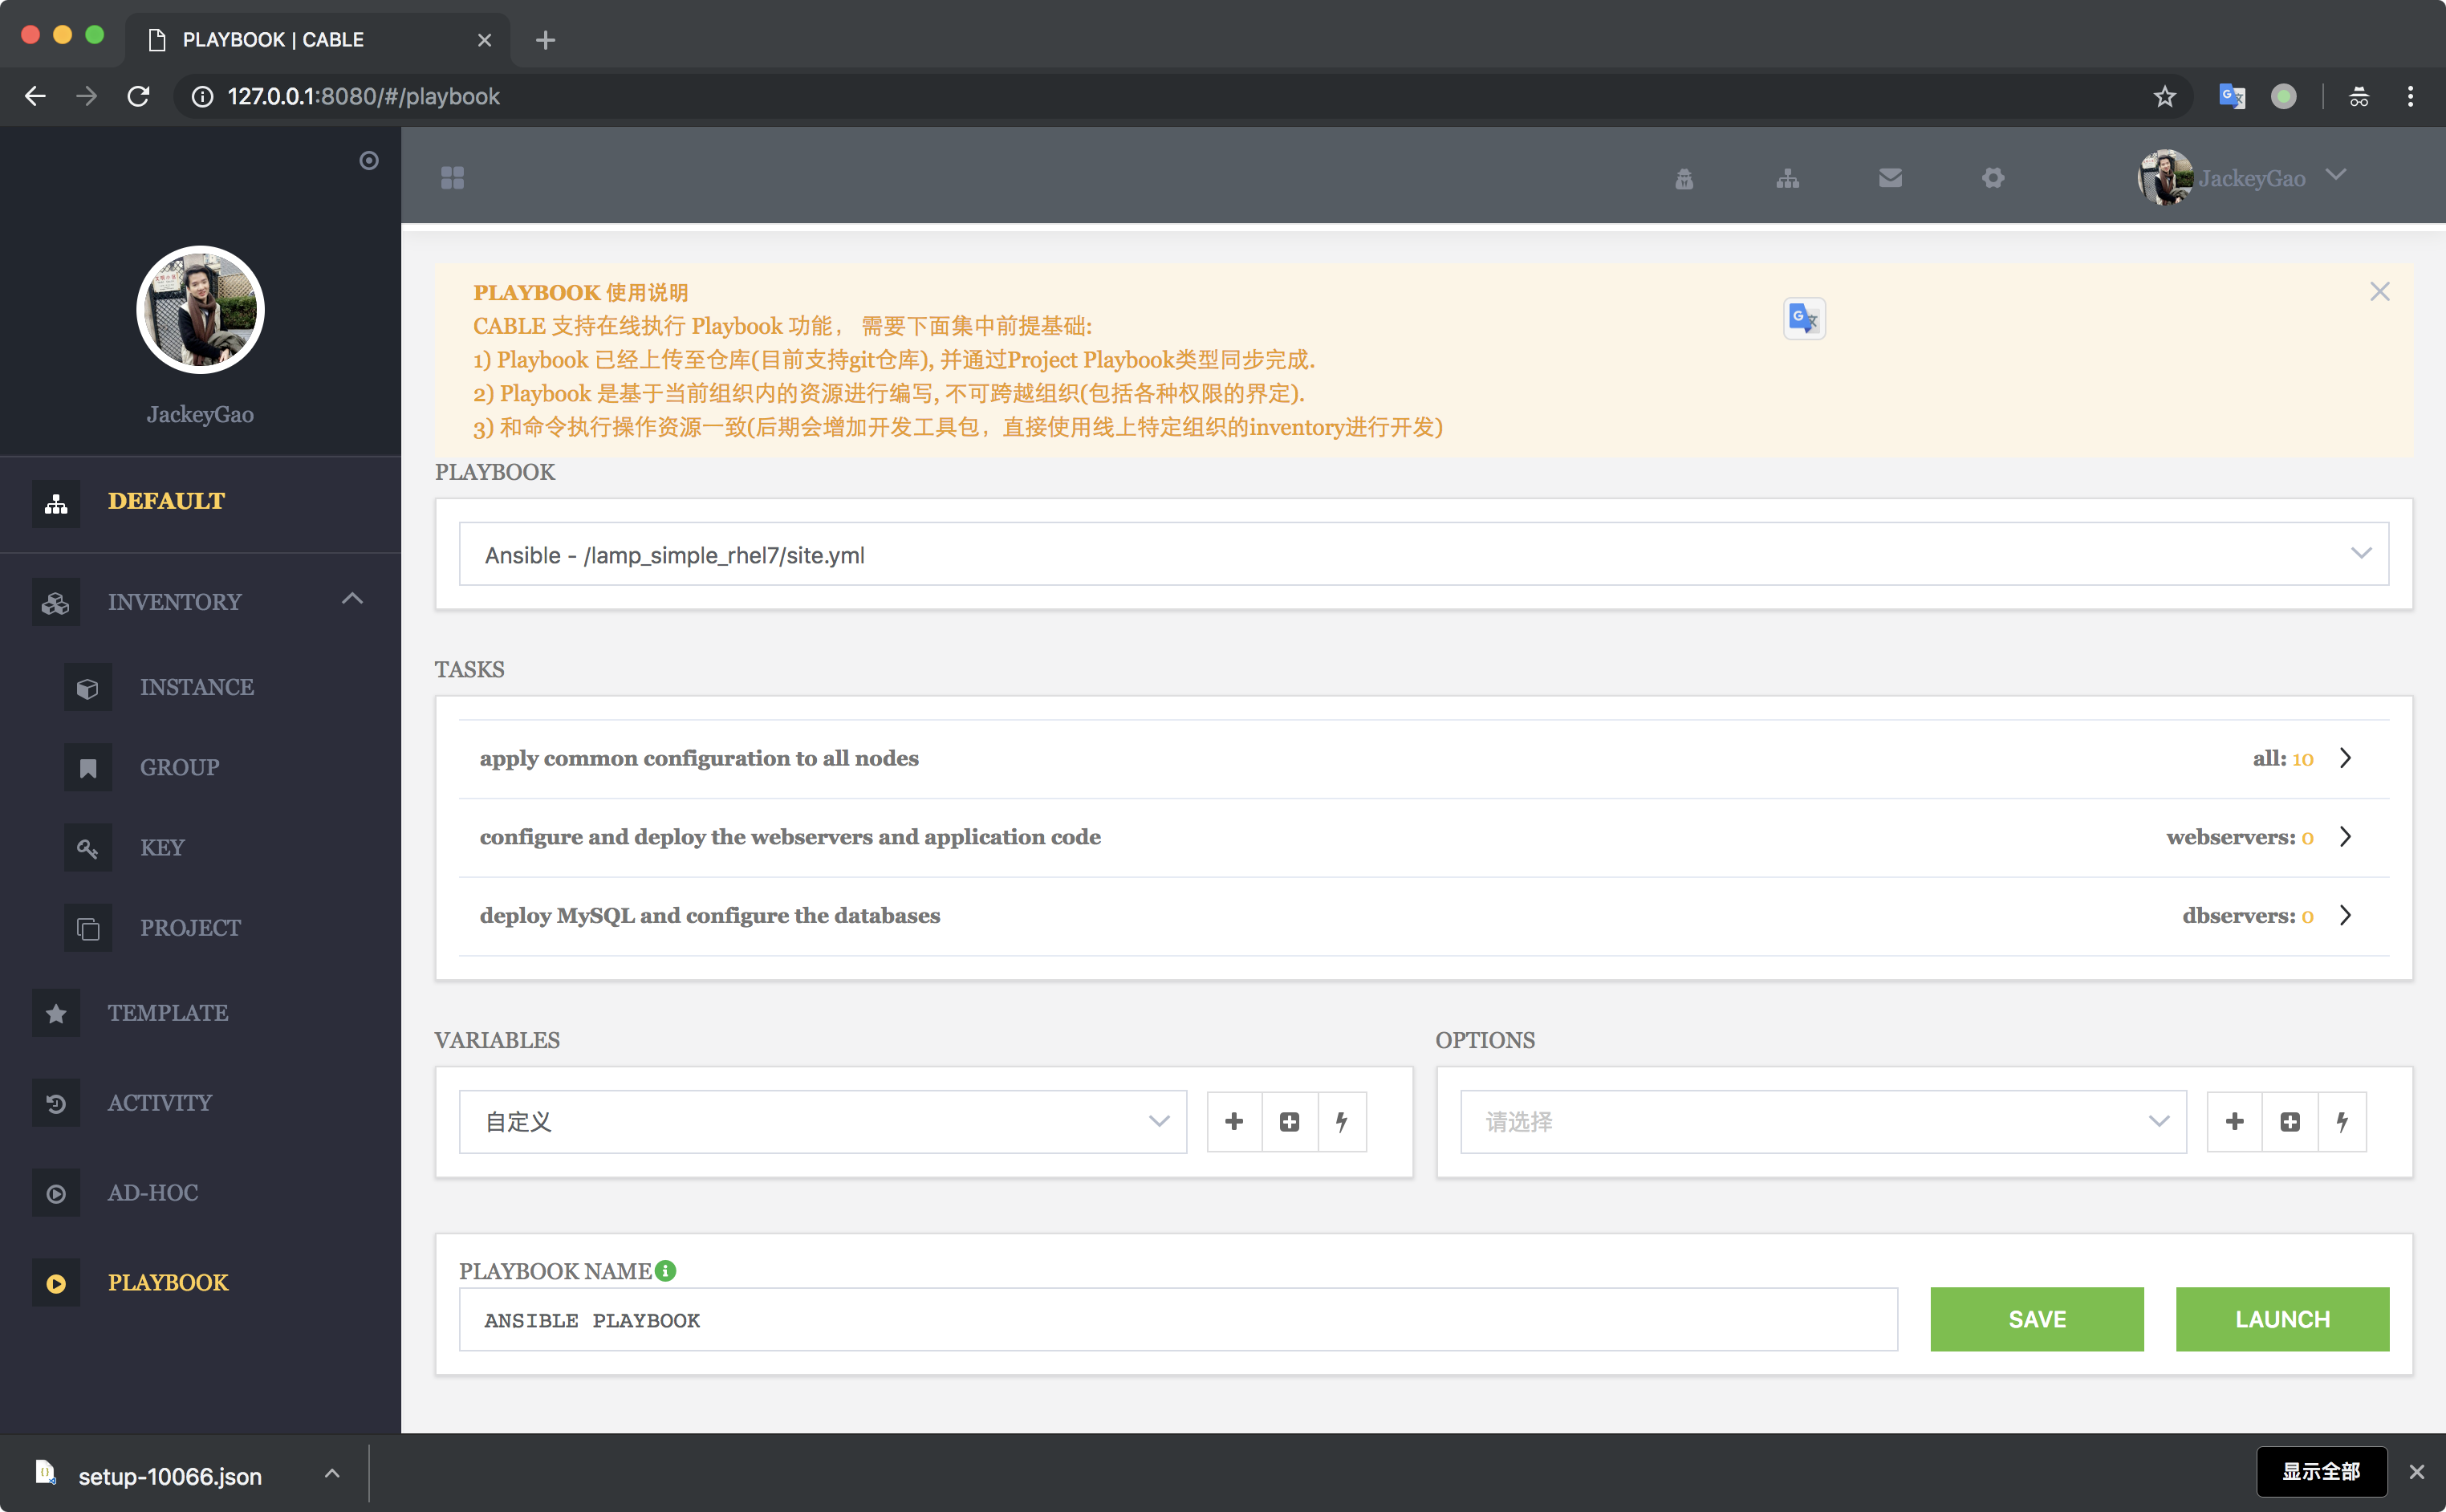 PLAYBOOK | CABLE
127.0.0.1:8080/#/playbook
JackeyGao
JackeyGao
DEFAULT
INVENTORY
INSTANCE
GROUP
KEY
PROJECT
TEMPLATE
ACTIVITY
AD-HOC
PLAYBOOK
PLAYBOOK 使用说明
CABLE 支持在线执行 Playbook 功能， 需要下面集中前提基础:
1) Playbook 已经上传至仓库(目前支持git仓库), 并通过Project Playbook类型同步完成.
2) Playbook 是基于当前组织内的资源进行编写, 不可跨越组织(包括各种权限的界定).
3) 和命令执行操作资源一致(后期会增加开发工具包，直接使用线上特定组织的inventory进行开发)
PLAYBOOK
Ansible - /lamp_simple_rhel7/site.yml
TASKS
apply common configuration to all nodes all: 10
configure and deploy the webservers and application code webservers: 0
deploy MySQL and configure the databases dbservers: 0
VARIABLES OPTIONS
自定义 请选择
PLAYBOOK NAME
ANSIBLE PLAYBOOK SAVE LAUNCH
setup-10066.json 显示全部